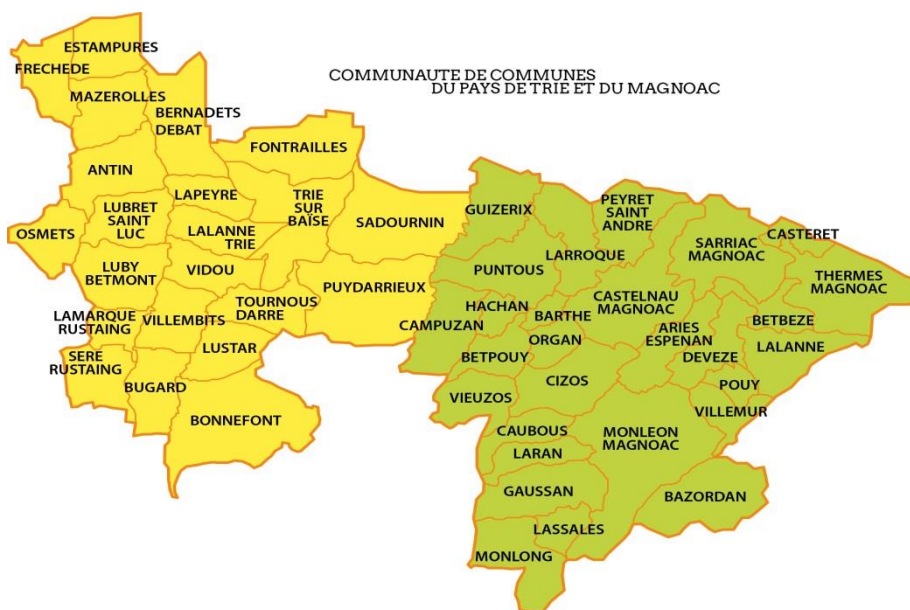 COMMUNAUTE DE COMMUNES
DU PAYS DE TRIE ET DU MAGNOAC
ESTAMPURES
FRECHEDE
MAZEROLLES
BERNADETS
DEBAT
FONTRAILLES
ANTIN
LAPEYRE
TRIE
SUR
BAÏSE
LUBRET
SAINT
LUC
OSMETS
LALANNE
TRIE
SADOURNIN
LUBY
BETMONT
VIDOU
PUYDARRIEUX
TOURNOUS
DARRE
LAMARQUE
RUSTAING
VILLEMBITS
LUSTAR
SERE
RUSTAING
BUGARD
BONNEFONT
GUIZERIX
PEYRET
SAINT
ANDRE
CASTERET
SARRIAC
MAGNOAC
LARROQUE
PUNTOUS
THERMES
MAGNOAC
HACHAN
CASTELNAU
MAGNOAC
BARTHE
BETBEZE
CAMPUZAN
ORGAN
ARIES
ESPENAN
LALANNE
BETPOUY
DEVEZE
CIZOS
POUY
VIEUZOS
VILLEMUR
CAUBOUS
MONLEON
MAGNOAC
LARAN
GAUSSAN
BAZORDAN
LASSALES
MONLONG